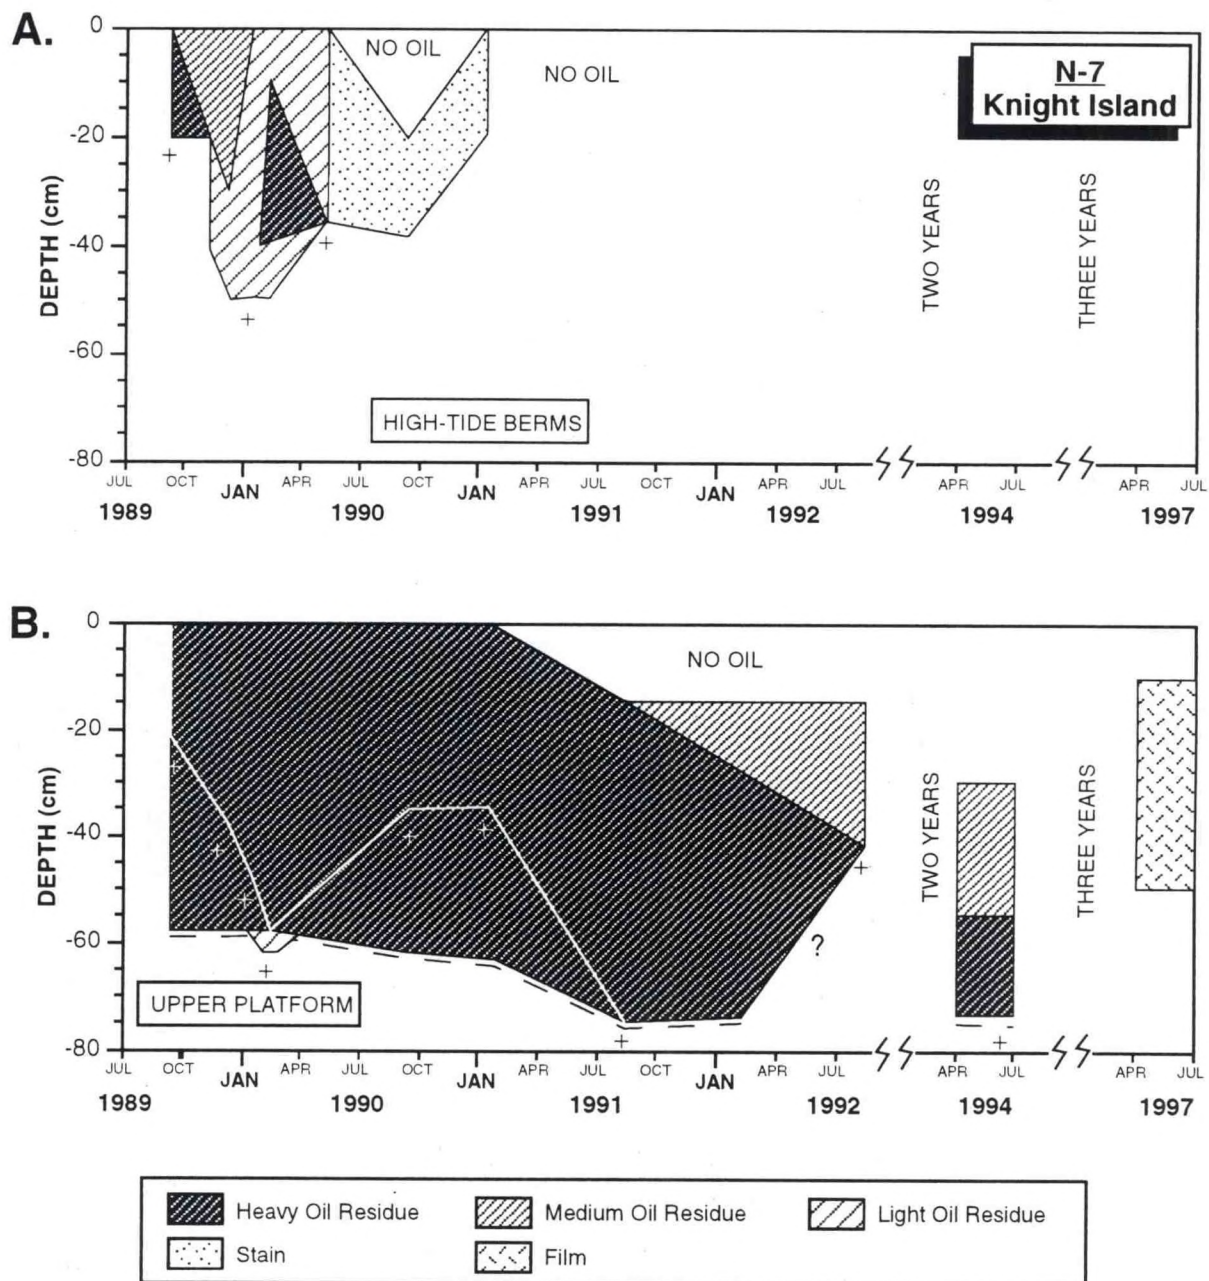 A.
0
-20
-40
-60
-80
DEPTH (cm)
NO OIL
NO OIL
N-7
Knight Island
TWO YEARS
THREE YEARS
HIGH-TIDE BERMS
JUL OCT JAN APR JUL OCT JAN APR JUL OCT JAN APR JUL APR JUL APR JUL
1989 1990 1991 1992 1994 1997
B.
0
-20
-40
-60
-80
DEPTH (cm)
NO OIL
TWO YEARS
THREE YEARS
?
UPPER PLATFORM
JUL OCT JAN APR JUL OCT JAN APR JUL OCT JAN APR JUL APR JUL APR JUL
1989 1990 1991 1992 1994 1997
Heavy Oil Residue Medium Oil Residue Light Oil Residue
Stain Film